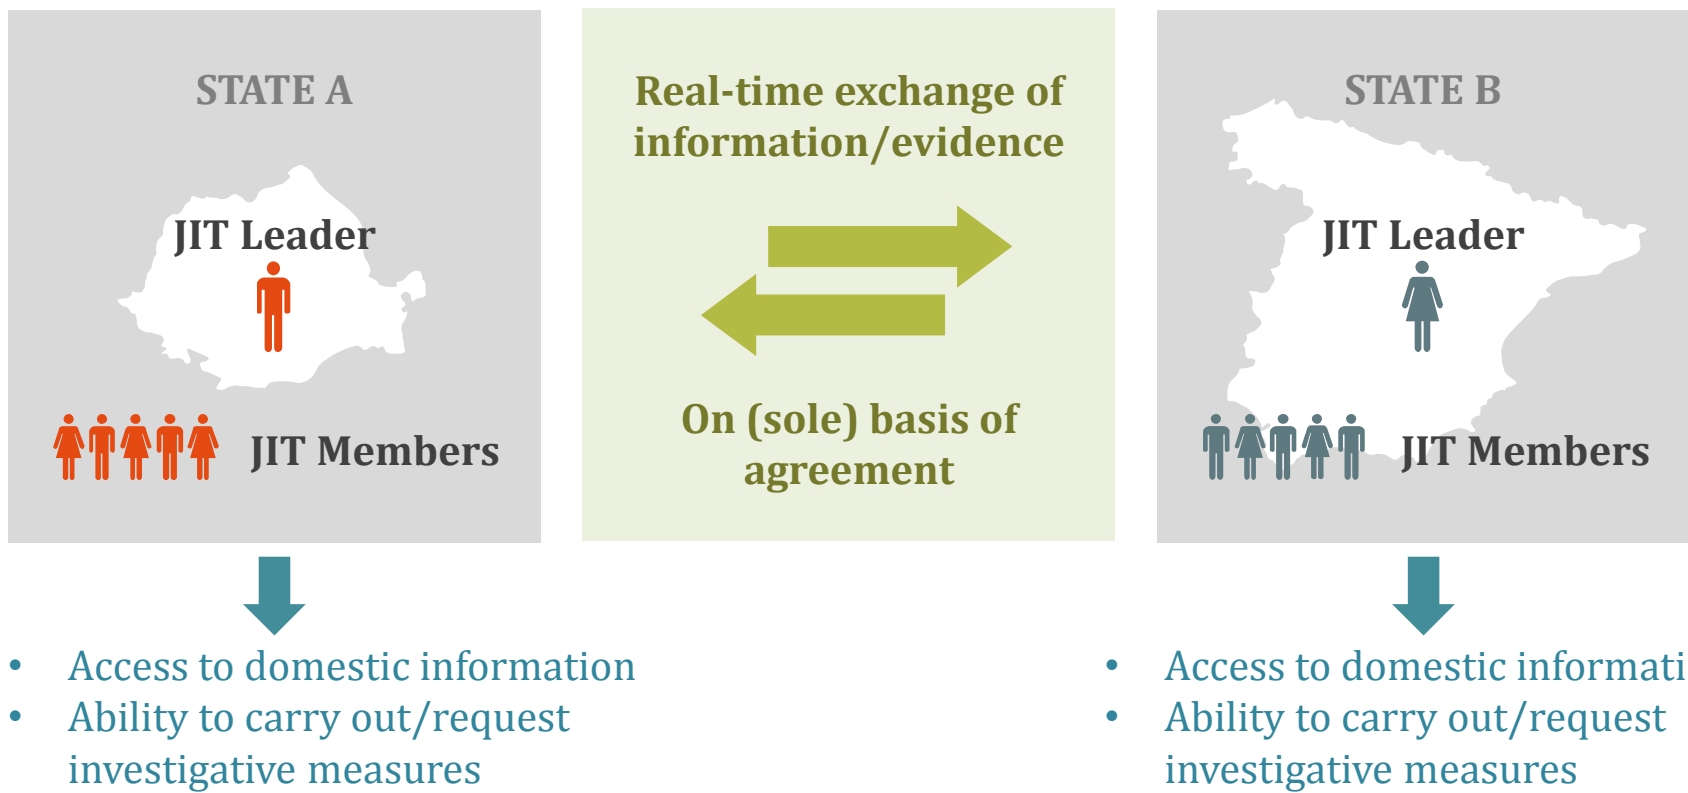 STATE A
JIT Leader
JIT Members
Real-time exchange of
information/evidence
On (sole) basis of
agreement
STATE B
JIT Leader
JIT Members
• Access to domestic information
• Ability to carry out/request
investigative measures
• Access to domestic informati
• Ability to carry out/request
investigative measures